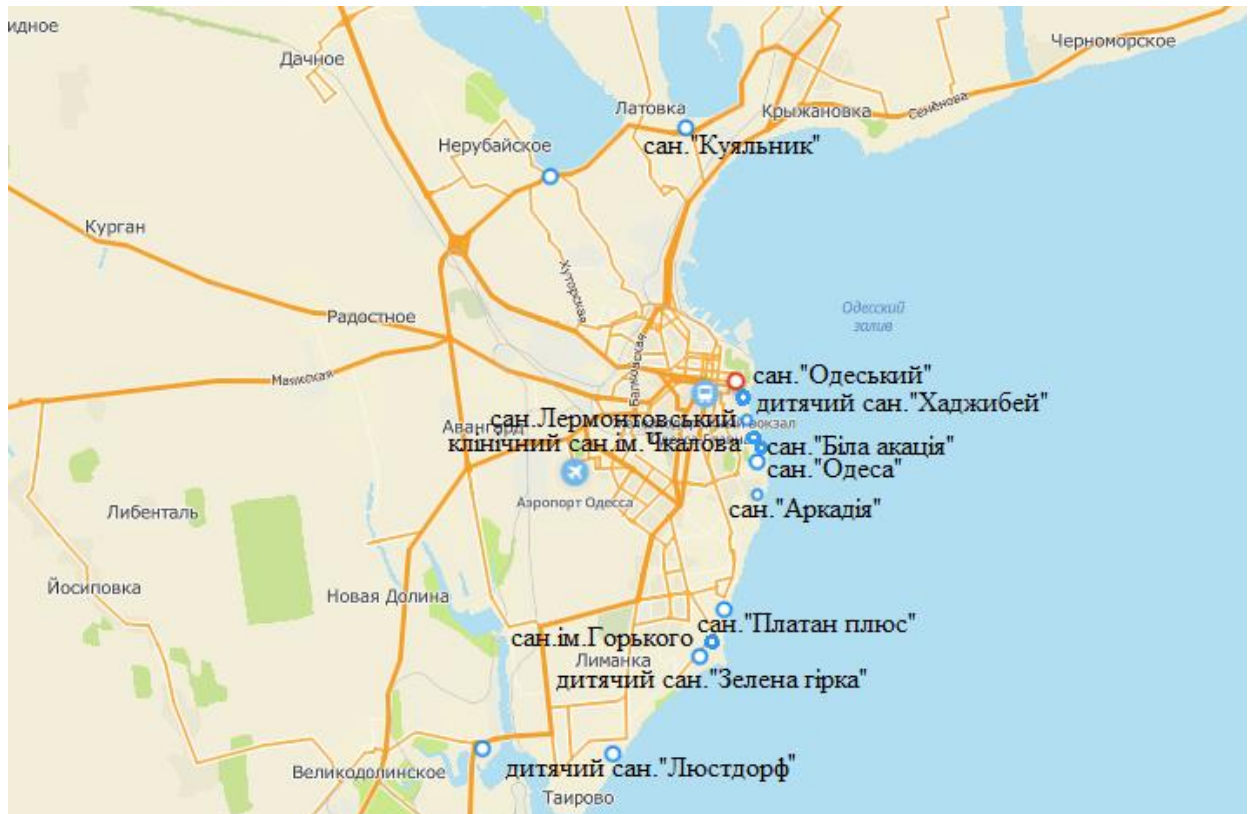 идное
Дачное
Черноморское
Латовка
Крыжановка
Семёнова
сан."Куяльник"
Нерубайское
Курган
Хуторская
Радостное
Одесский
залив
Маякская
Балковская
сан."Одеський"
дитячий сан."Хаджибей"
сан.Лермонтовський
вокзал
Авангард
клінічний сан.ім.Чкалова
сан."Біла акація"
сан."Одеса"
Аэропорт Одесса
сан."Аркадія"
Либенталь
Йосиповка
Новая Долина
сан."Платан плюс"
сан.ім.Горького
Лиманка
дитячий сан."Зелена гірка"
Великодолинское
дитячий сан."Люстдорф"
Таирово